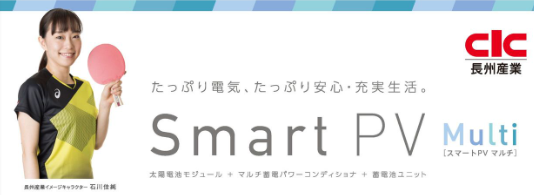 CIC
長州産業
たっぷり電気、たっぷり安心・充実生活。
Smart PV Multi
[スマートPV マルチ]
太陽電池モジュール + マルチ蓄電パワーコンディショナ + 蓄電池ユニット
長州産業イメージキャラクター 石川佳純